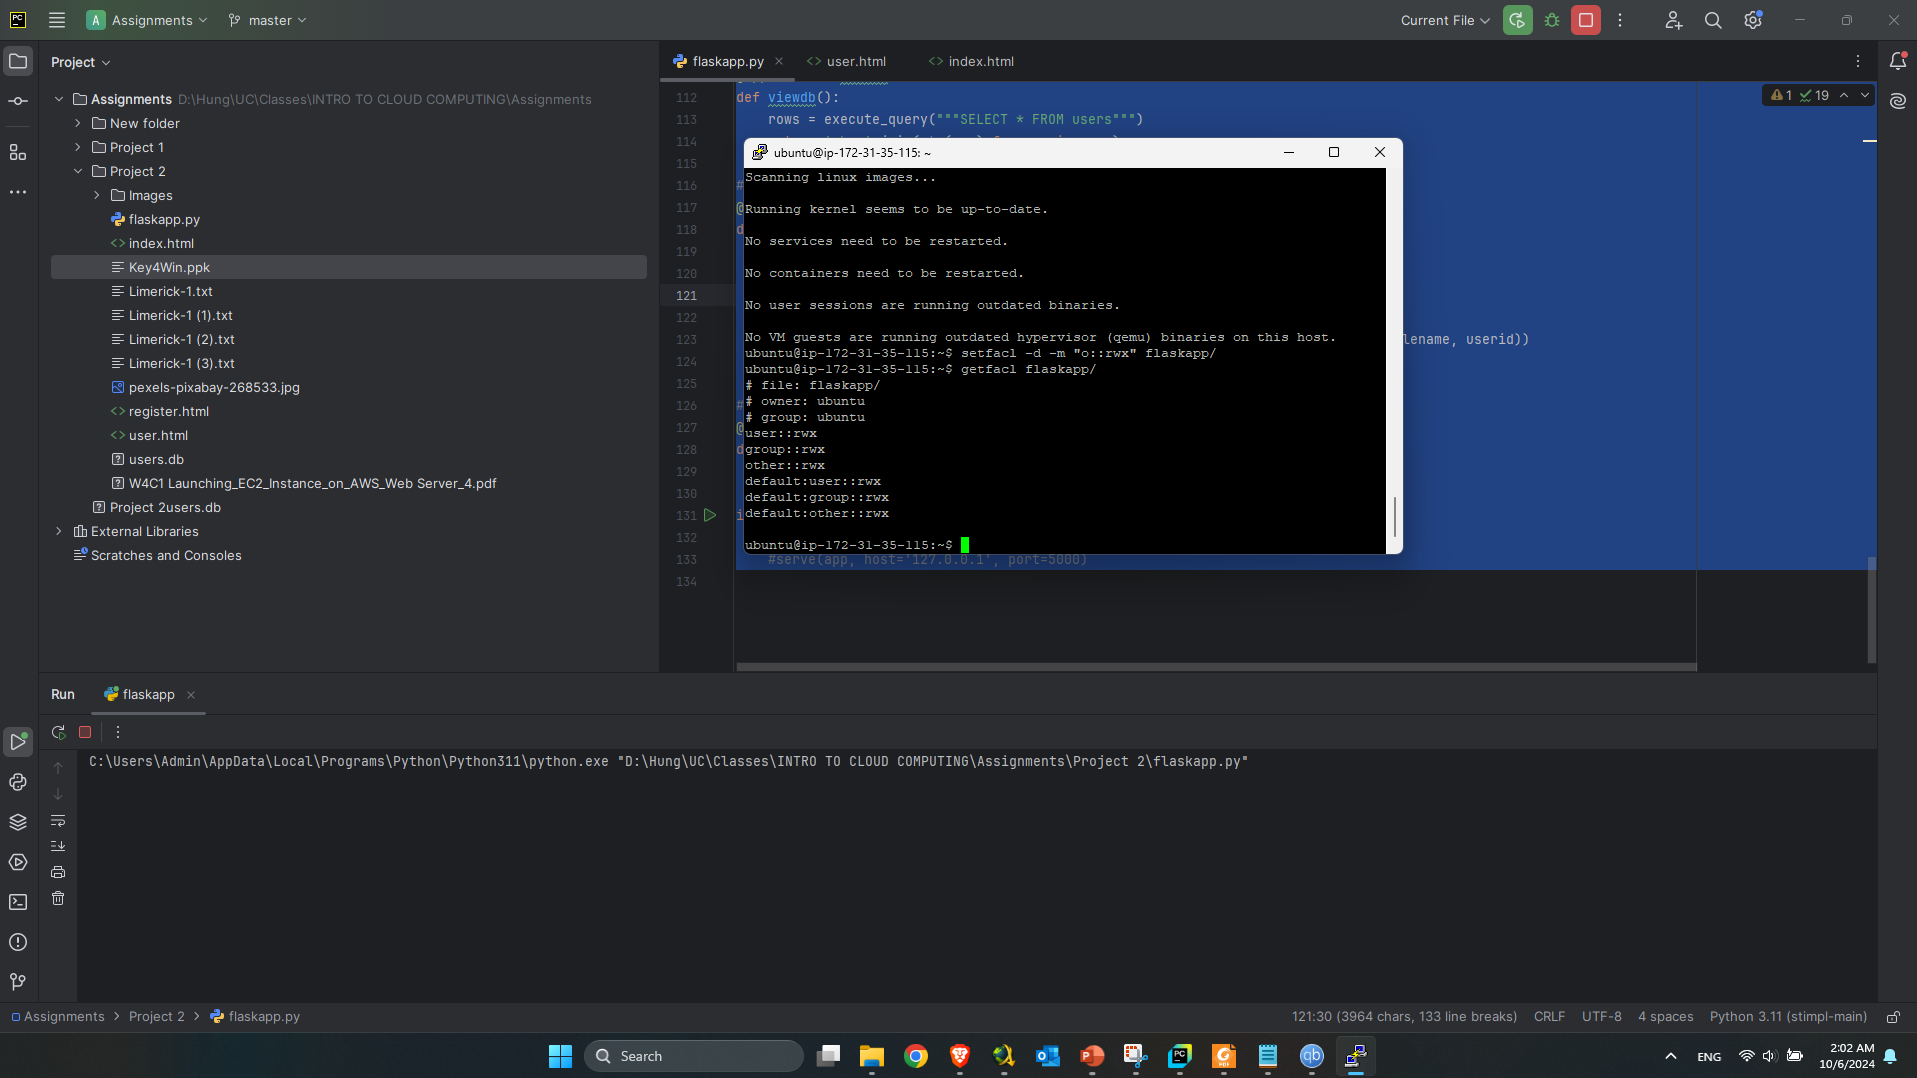 PC
A Assignments
master
Current File
Project
Assignments D:\Hung\UC\Classes\INTRO TO CLOUD COMPUTING\Assignments
New folder
Project 1
Project 2
Images
flaskapp.py
<> index.html
Key4Win.ppk
Limerick-1.txt
Limerick-1 (1).txt
Limerick-1 (2).txt
Limerick-1 (3).txt
pexels-pixabay-268533.jpg
<> register.html
<> user.html
? users.db
? W4C1 Launching_EC2_Instance_on_AWS_Web Server_4.pdf
? Project 2users.db
External Libraries
Scratches and Consoles
flaskapp.py
<> user.html
<> index.html
1 19
112 def viewdb():
113 rows = execute_query("""SELECT * FROM users""")
114
115
116 #
117 @
118 d
119
120
121
122
123 lename, userid))
124
125
126 #
127 @
128 d
129
130
131 i
132
133 #serve(app, host='127.0.0.1', port=5000)
134
ubuntu@ip-172-31-35-115: ~
Scanning linux images...
Running kernel seems to be up-to-date.
No services need to be restarted.
No containers need to be restarted.
No user sessions are running outdated binaries.
No VM guests are running outdated hypervisor (qemu) binaries on this host.
ubuntu@ip-172-31-35-115:~$ setfacl -d -m "o::rwx" flaskapp/
ubuntu@ip-172-31-35-115:~$ getfacl flaskapp/
# file: flaskapp/
# owner: ubuntu
# group: ubuntu
user::rwx
group::rwx
other::rwx
default:user::rwx
default:group::rwx
default:other::rwx
ubuntu@ip-172-31-35-115:~$
Run flaskapp
C:\Users\Admin\AppData\Local\Programs\Python\Python311\python.exe "D:\Hung\UC\Classes\INTRO TO CLOUD COMPUTING\Assignments\Project 2\flaskapp.py"
Assignments > Project 2 > flaskapp.py
121:30 (3964 chars, 133 line breaks) CRLF UTF-8 4 spaces Python 3.11 (stimpl-main)
Search
PC
qb
ENG
2:02 AM
10/6/2024